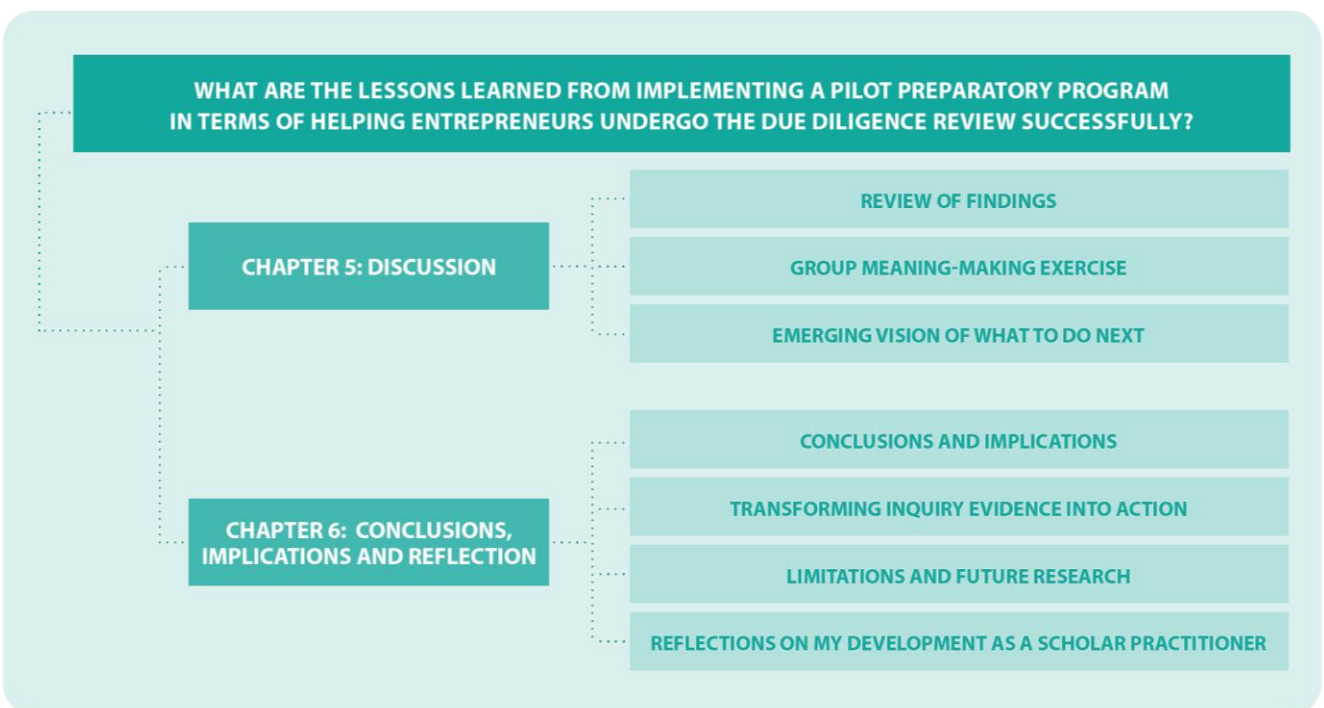 WHAT ARE THE LESSONS LEARNED FROM IMPLEMENTING A PILOT PREPARATORY PROGRAM
IN TERMS OF HELPING ENTREPRENEURS UNDERGO THE DUE DILIGENCE REVIEW SUCCESSFULLY?
CHAPTER 5: DISCUSSION
REVIEW OF FINDINGS
GROUP MEANING-MAKING EXERCISE
EMERGING VISION OF WHAT TO DO NEXT
CHAPTER 6: CONCLUSIONS,
IMPLICATIONS AND REFLECTION
CONCLUSIONS AND IMPLICATIONS
TRANSFORMING INQUIRY EVIDENCE INTO ACTION
LIMITATIONS AND FUTURE RESEARCH
REFLECTIONS ON MY DEVELOPMENT AS A SCHOLAR PRACTITIONER